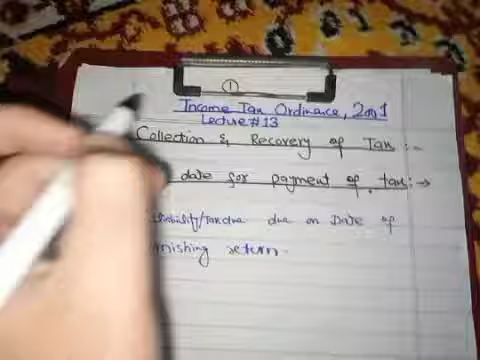 ①
Income Tax Ordinance, 2001
Lecture #13
Collection & Recovery of Tax :-
date for payment of tax :→
liability/Tax due due on Date of
return.